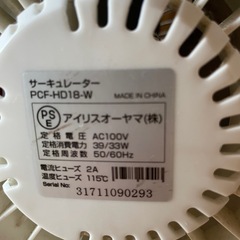 サーキュレーター
PCF-HD18-W MADE IN CHINA
PS
E
アイリスオーヤマ(株)
定格電圧 AC100V
定格消費電力 39/33W
定格周波数 50/60Hz
電流ヒューズ 2A
温度ヒューズ 115℃
Serial No: 31711090293